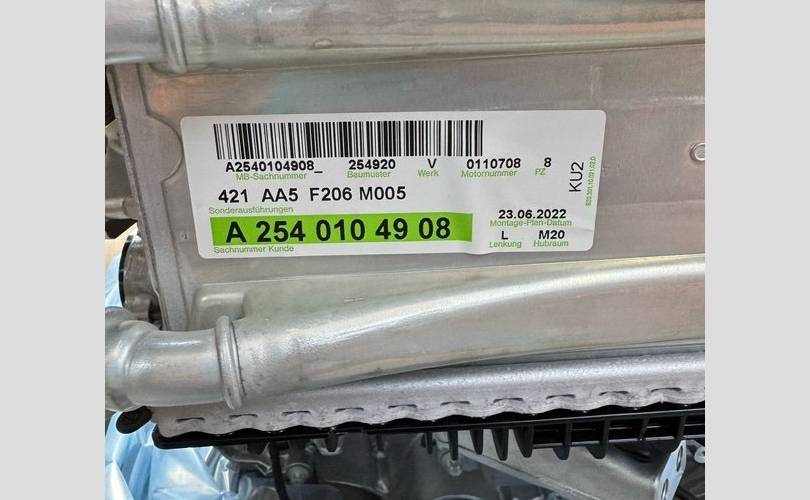 A2540104908_ 254920 V 0110708 8
MB-Sachnummer Baumuster Werk Motornummer PZ
421 AA5 F206 M005
Sonderausführungen
A 254 010 49 08
Sachnummer Kunde
23.06.2022
Montage-Plan-Datum
L M20
Lenkung Hubraum
KU2